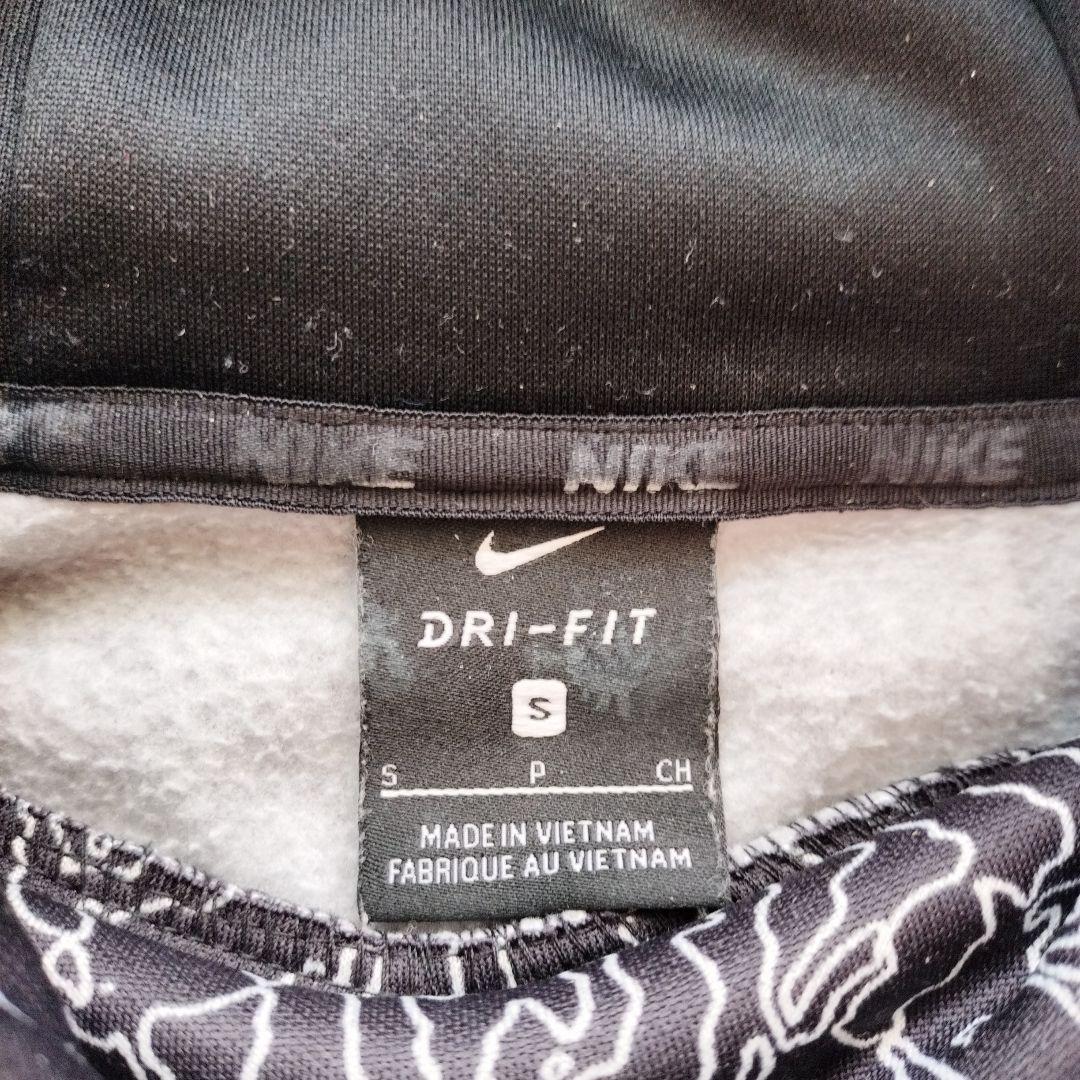 NIKE NIKE NIKE
DRI-FIT
S
S P CH
MADE IN VIETNAM
FABRIQUE AU VIETNAM